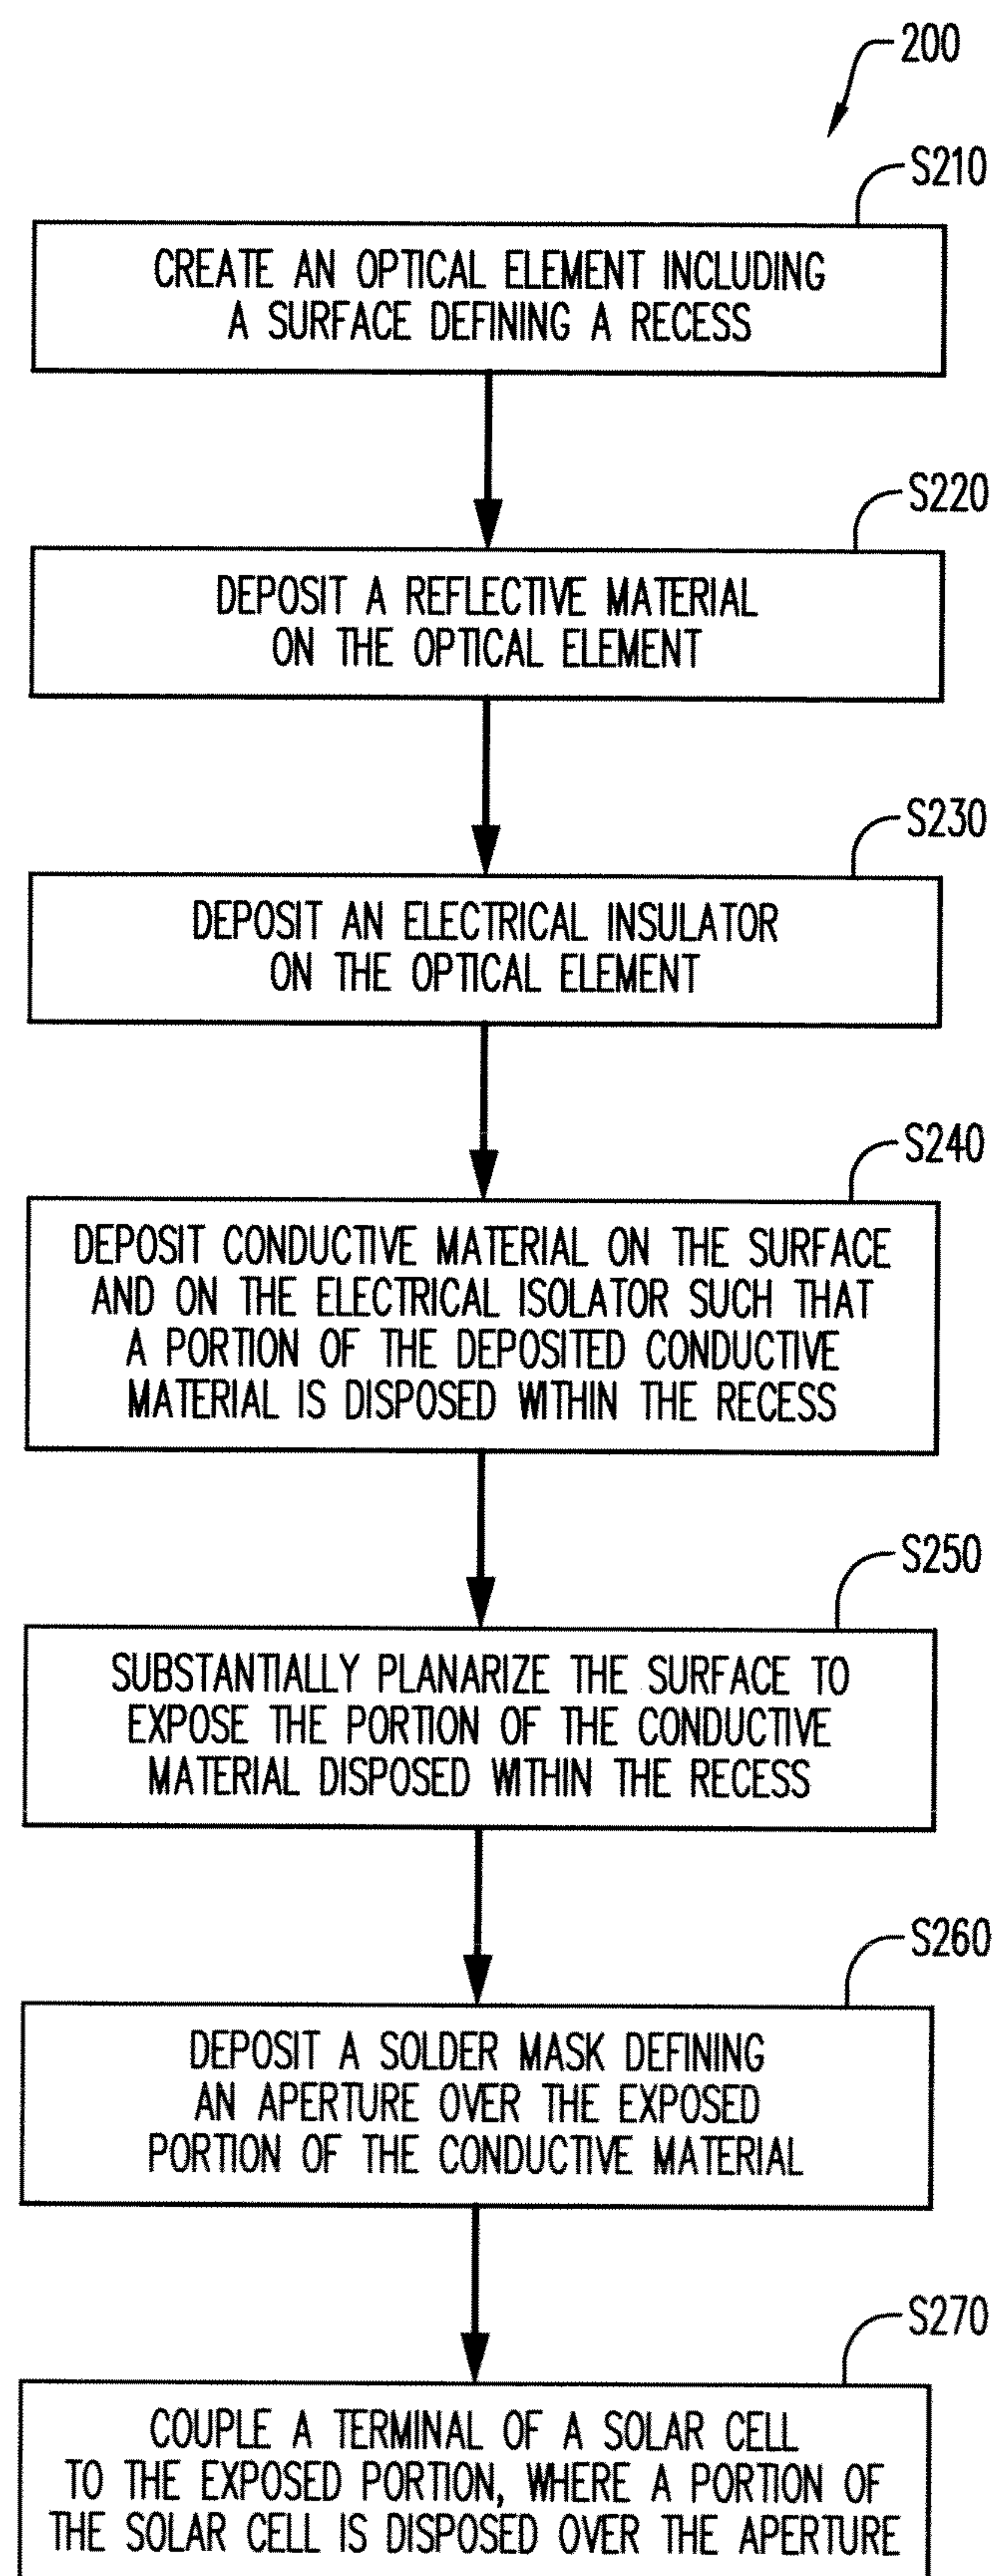 200
S210
CREATE AN OPTICAL ELEMENT INCLUDING
A SURFACE DEFINING A RECESS
S220
DEPOSIT A REFLECTIVE MATERIAL
ON THE OPTICAL ELEMENT
S230
DEPOSIT AN ELECTRICAL INSULATOR
ON THE OPTICAL ELEMENT
S240
DEPOSIT CONDUCTIVE MATERIAL ON THE SURFACE
AND ON THE ELECTRICAL ISOLATOR SUCH THAT
A PORTION OF THE DEPOSITED CONDUCTIVE
MATERIAL IS DISPOSED WITHIN THE RECESS
S250
SUBSTANTIALLY PLANARIZE THE SURFACE TO
EXPOSE THE PORTION OF THE CONDUCTIVE
MATERIAL DISPOSED WITHIN THE RECESS
S260
DEPOSIT A SOLDER MASK DEFINING
AN APERTURE OVER THE EXPOSED
PORTION OF THE CONDUCTIVE MATERIAL
S270
COUPLE A TERMINAL OF A SOLAR CELL
TO THE EXPOSED PORTION, WHERE A PORTION OF
THE SOLAR CELL IS DISPOSED OVER THE APERTURE